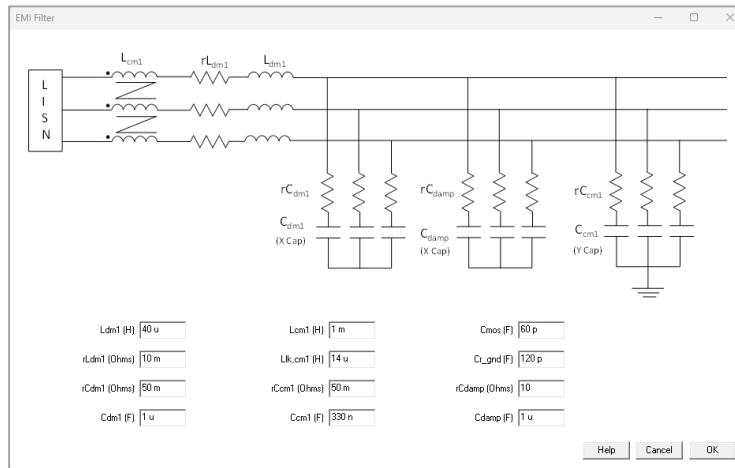 EMI Filter
Lcm1 rLdm1 Ldm1
L
I
S
N
rCdm1 rCdamp rCcm1
Cdm1 Cdamp Ccm1
(X Cap) (X Cap) (Y Cap)
Ldm1 (H) 40 u Lcm1 (H) 1 m Cmos (F) 60 p
rLdm1 (Ohms) 10 m Llk,cm1 (H) 14 u Cr_gnd (F) 120 p
rCdm1 (Ohms) 50 m rCcm1 (Ohms) 50 m rCdamp (Ohms) 10
Cdm1 (F) 1 u Ccm1 (F) 330 n Cdamp (F) 1 u
Help Cancel OK